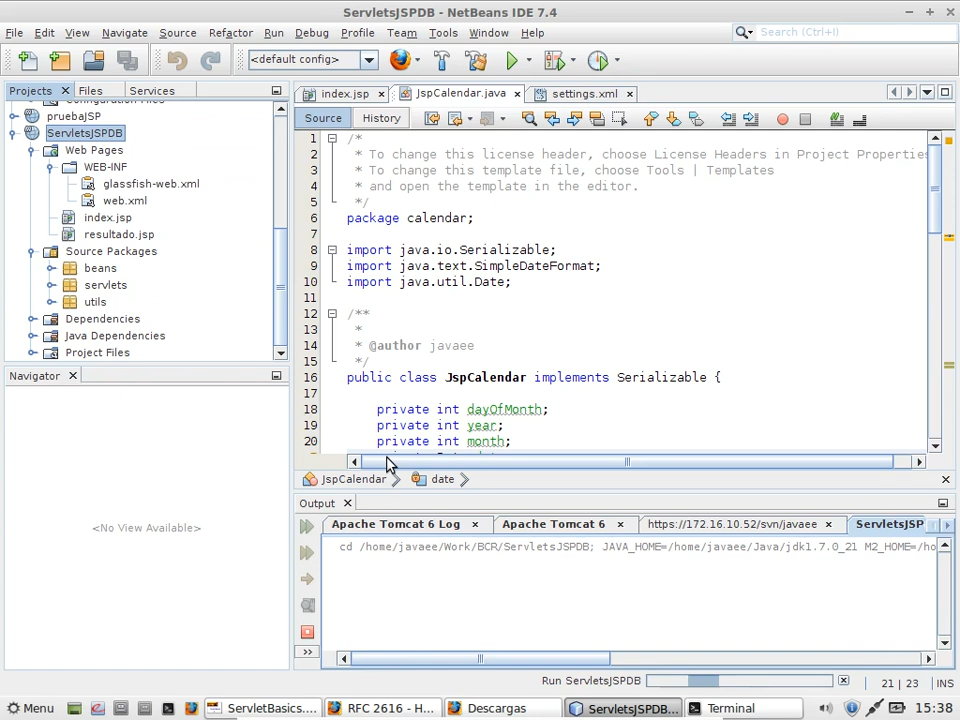 ServletsJSPDB - NetBeans IDE 7.4
File Edit View Navigate Source Refactor Run Debug Profile Team Tools Window Help
Search (Ctrl+I)
<default config>
Projects Files Services
index.jsp JspCalendar.java settings.xml
Source History
Configuration Files
pruebaJSP
ServletsJSPDB
Web Pages
WEB-INF
glassfish-web.xml
web.xml
index.jsp
resultado.jsp
Source Packages
beans
servlets
utils
Dependencies
Java Dependencies
Project Files
Navigator
<No View Available>
1 /*
2 * To change this license header, choose License Headers in Project Properties
3 * To change this template file, choose Tools | Templates
4 * and open the template in the editor.
5 */
6 package calendar;
7
8 import java.io.Serializable;
9 import java.text.SimpleDateFormat;
10 import java.util.Date;
11
12 /**
13 *
14 * @author javaee
15 */
16 public class JspCalendar implements Serializable {
17
18 private int dayOfMonth;
19 private int year;
20 private int month;
JspCalendar date
Output
Apache Tomcat 6 Log Apache Tomcat 6 https://172.16.10.52/svn/javaee ServletsJSP
cd /home/javaee/Work/BCR/ServletsJSPDB; JAVA_HOME=/home/javaee/Java/jdk1.7.0_21 M2_HOME=/ho
Run ServletsJSPDB
21 | 23 INS
Menu ServletBasics.... RFC 2616 - H... Descargas ServletsJSPDB... Terminal 15:38